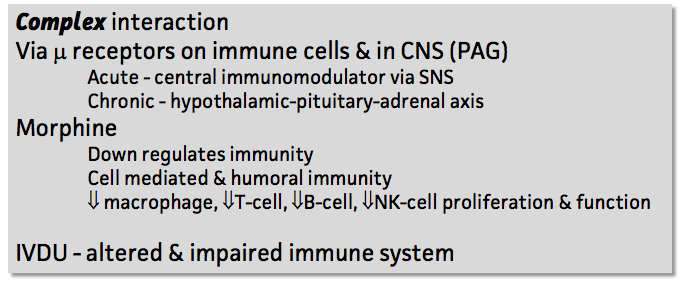 Complex interaction
Via μ receptors on immune cells & in CNS (PAG)
Acute - central immunomodulator via SNS
Chronic - hypothalamic-pituitary-adrenal axis
Morphine
Down regulates immunity
Cell mediated & humoral immunity
⇓ macrophage, ⇓T-cell, ⇓B-cell, ⇓NK-cell proliferation & function
IVDU - altered & impaired immune system